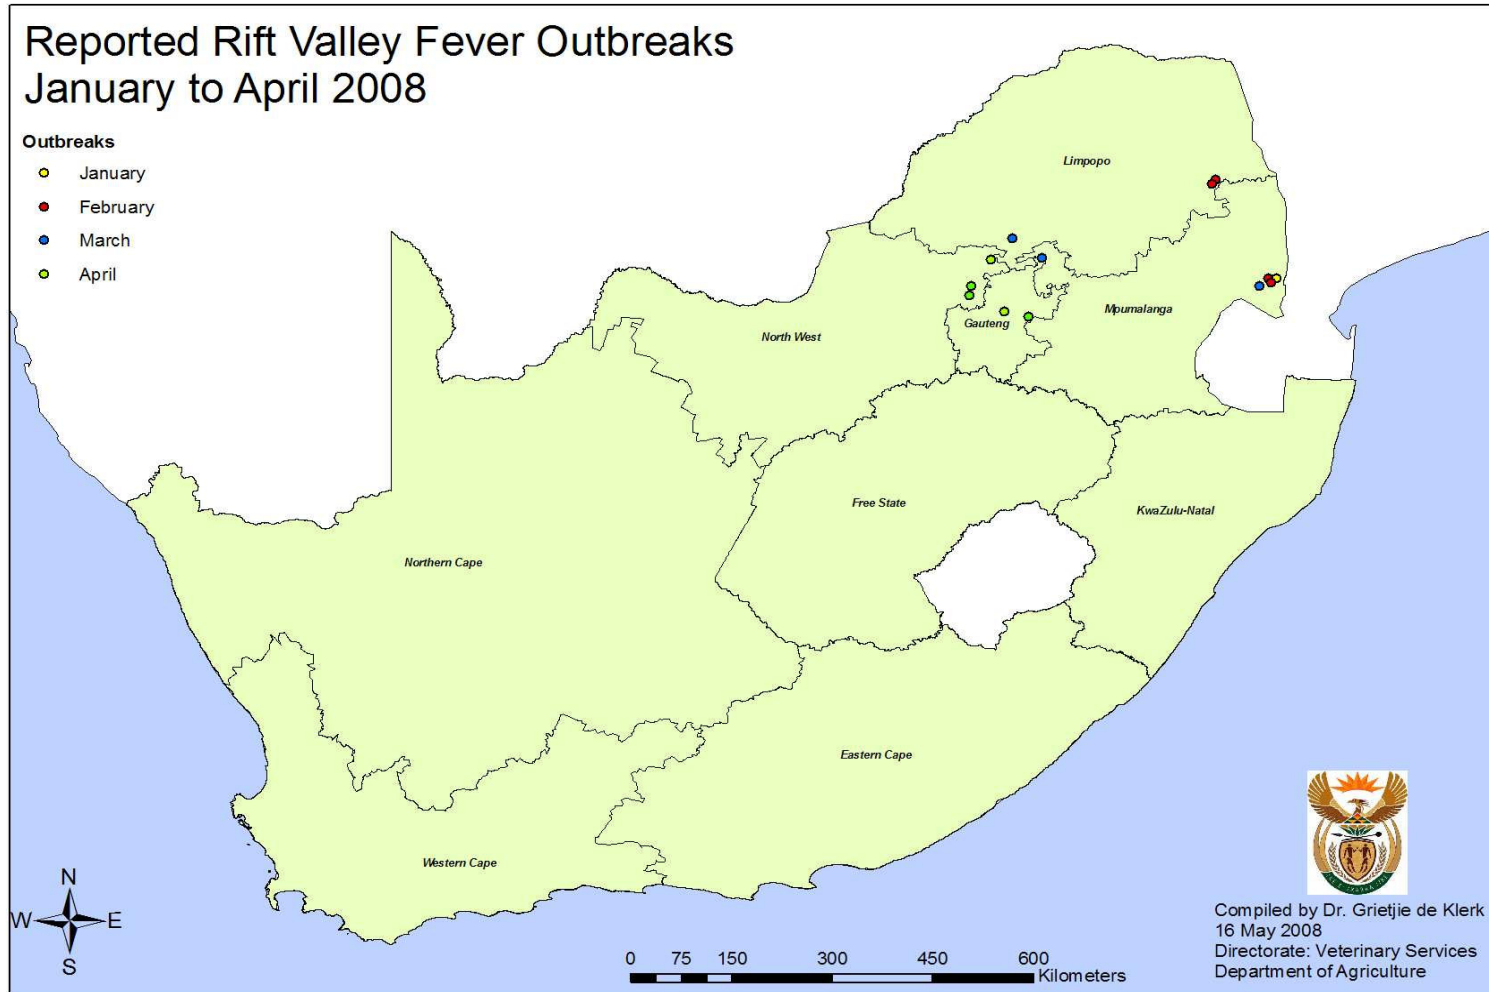 Reported Rift Valley Fever Outbreaks
January to April 2008
Outbreaks
January
February
March
April
Limpopo
Mpumalanga
Gauteng
North West
Free State
KwaZulu-Natal
Northern Cape
Eastern Cape
Western Cape
N
W E
S
0 75 150 300 450 600
Kilometers
Compiled by Dr. Grietjie de Klerk
16 May 2008
Directorate: Veterinary Services
Department of Agriculture